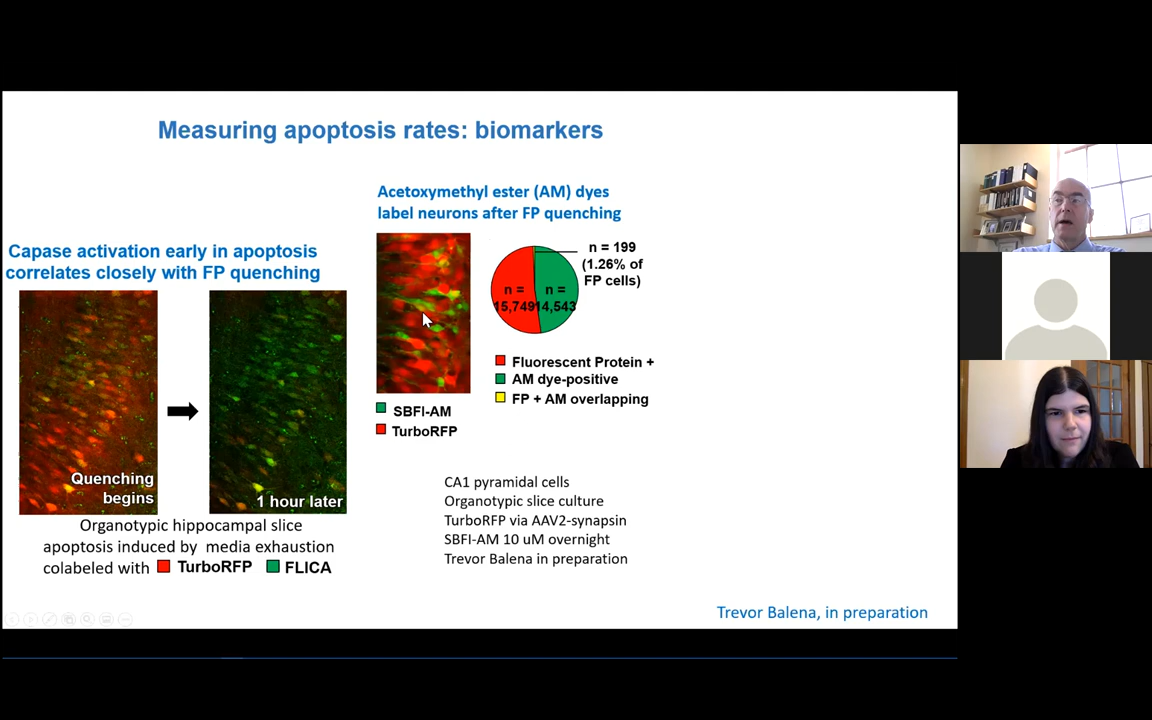 Measuring apoptosis rates: biomarkers
Capase activation early in apoptosis
correlates closely with FP quenching
Quenching
begins
1 hour later
Organotypic hippocampal slice
apoptosis induced by media exhaustion
colabeled with TurboRFP FLICA
Acetoxymethyl ester (AM) dyes
label neurons after FP quenching
n = 199
(1.26% of
FP cells)
n =
15,749
n =
14,543
Fluorescent Protein +
AM dye-positive
FP + AM overlapping
SBFI-AM
TurboRFP
CA1 pyramidal cells
Organotypic slice culture
TurboRFP via AAV2-synapsin
SBFI-AM 10 uM overnight
Trevor Balena in preparation
Trevor Balena, in preparation